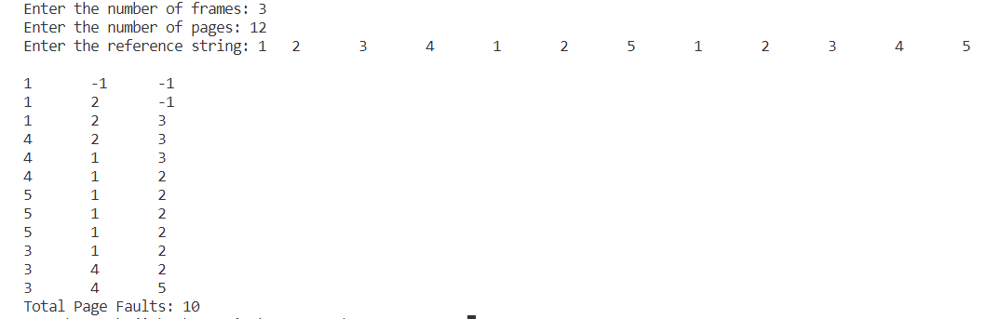 Enter the number of frames: 3
Enter the number of pages: 12
Enter the reference string: 1 2 3 4 1 2 5 1 2 3 4 5
1 -1 -1
1 2 -1
1 2 3
4 2 3
4 1 3
4 1 2
5 1 2
5 1 2
5 1 2
3 1 2
3 4 2
3 4 5
Total Page Faults: 10